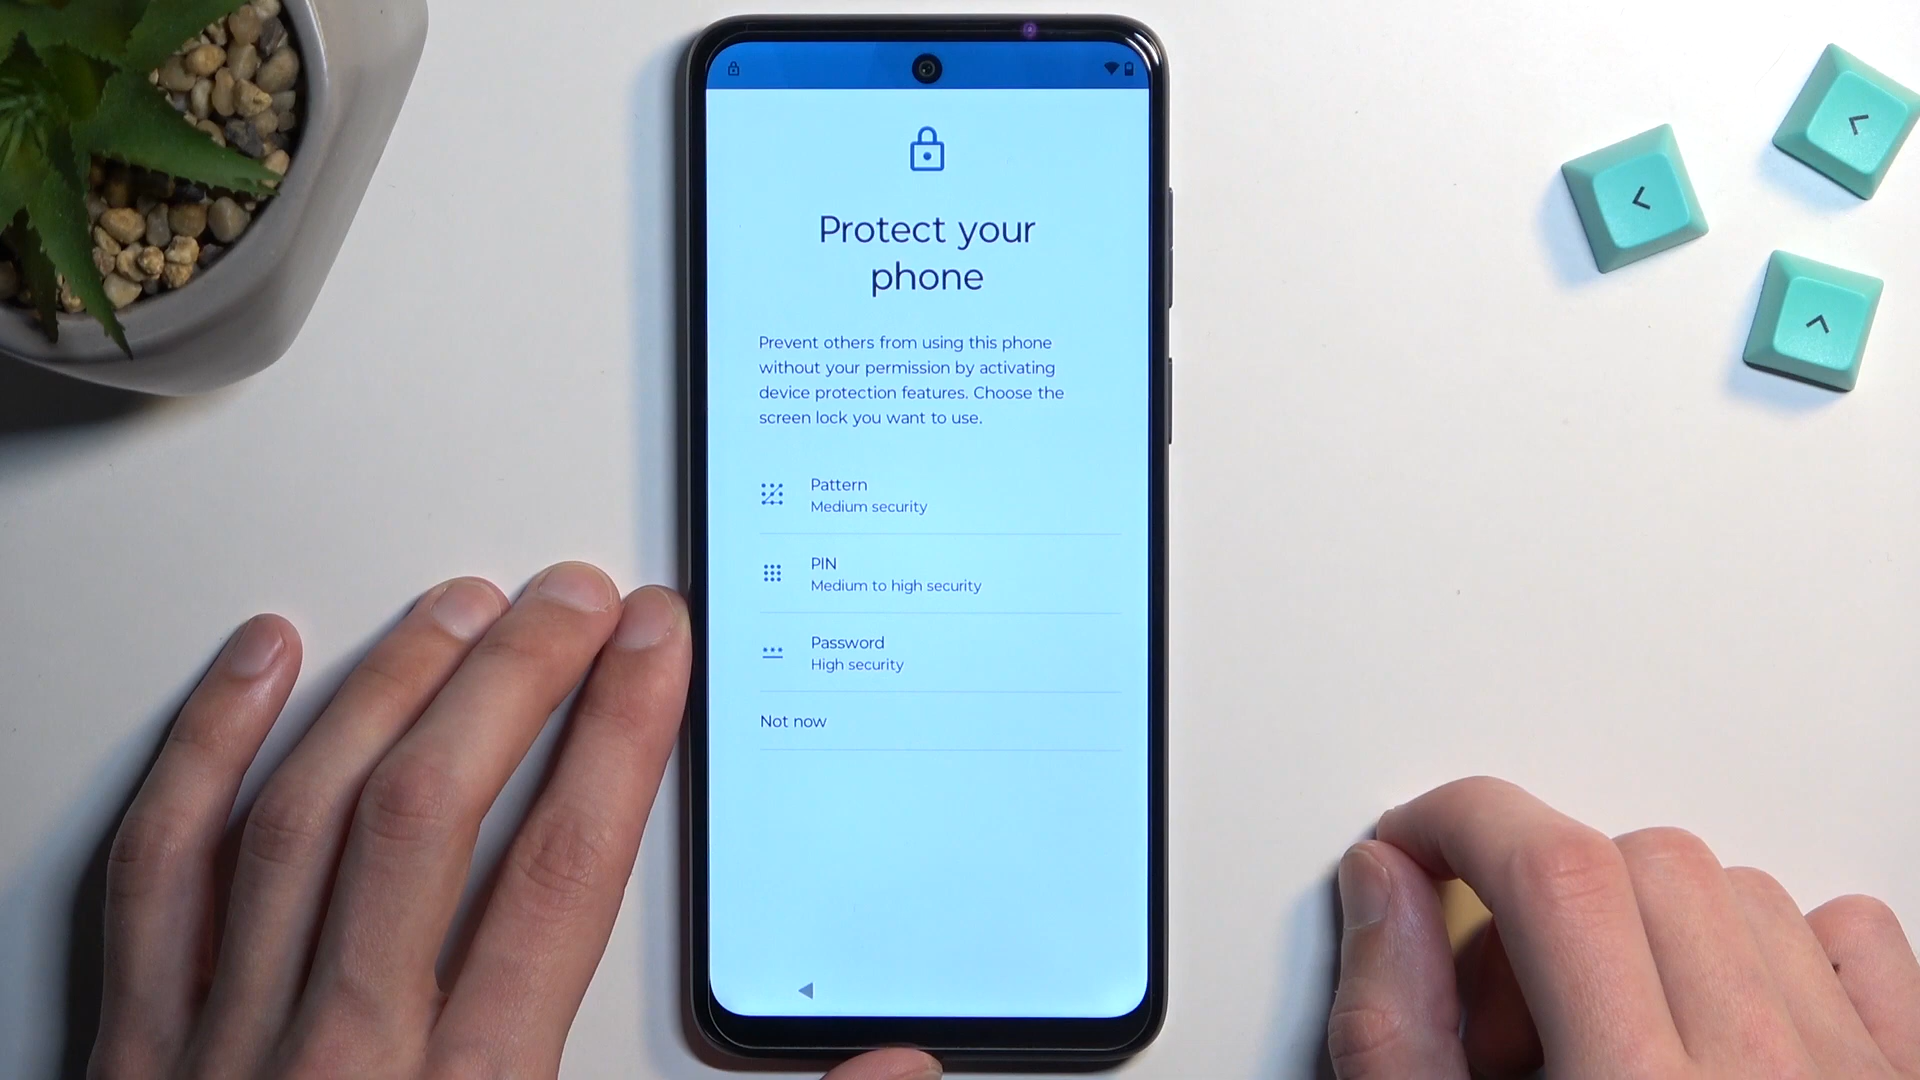 Protect your
phone
Prevent others from using this phone
without your permission by activating
device protection features. Choose the
screen lock you want to use.
Pattern
Medium security
PIN
Medium to high security
Password
High security
Not now